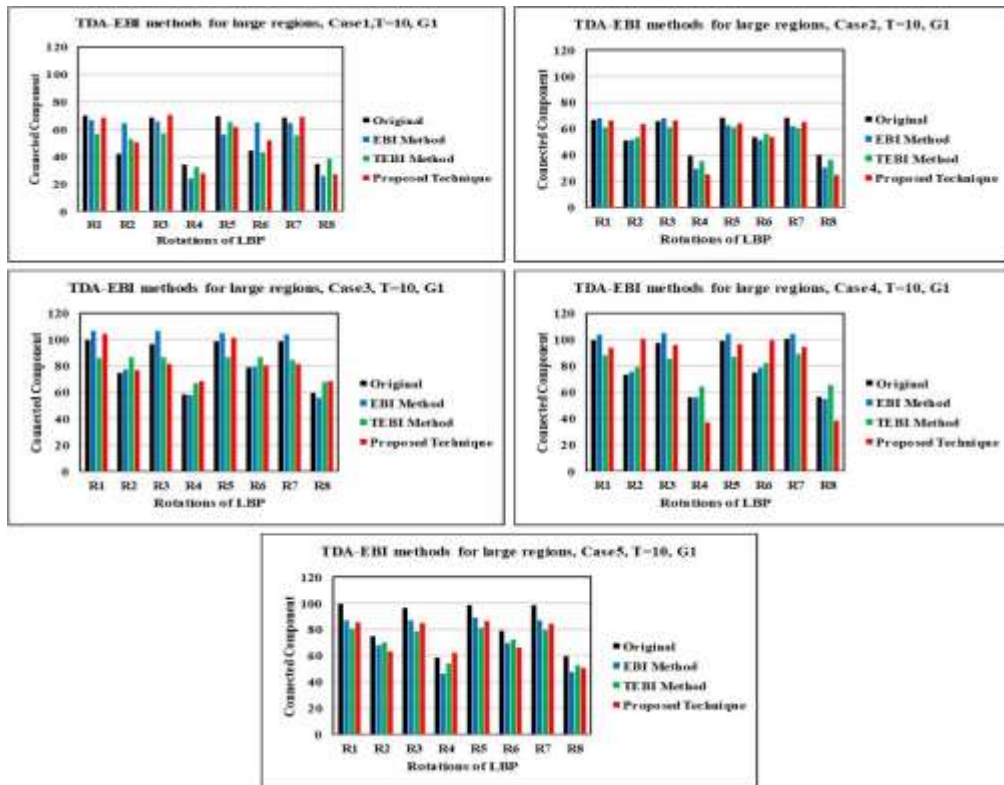 TDA-EBI methods for large regions, Case1,T=10, G1
120
100
80
60
40
20
0
Connected Component
R1 R2 R3 R4 R5 R6 R7 R8
Rotations of LBP
Original
EBI Method
TEBI Method
Proposed Technique
TDA-EBI methods for large regions, Case2, T=10, G1
120
100
80
60
40
20
0
Connected Component
R1 R2 R3 R4 R5 R6 R7 R8
Rotations of LBP
Original
EBI Method
TEBI Method
Proposed Technique
TDA-EBI methods for large regions, Case3, T=10, G1
120
100
80
60
40
20
0
Connected Component
R1 R2 R3 R4 R5 R6 R7 R8
Rotations of LBP
Original
EBI Method
TEBI Method
Proposed Technique
TDA-EBI methods for large regions, Case4, T=10, G1
120
100
80
60
40
20
0
Connected Component
R1 R2 R3 R4 R5 R6 R7 R8
Rotations of LBP
Original
EBI Method
TEBI Method
Proposed Technique
TDA-EBI methods for large regions, Case5, T=10, G1
120
100
80
60
40
20
0
Connected Component
R1 R2 R3 R4 R5 R6 R7 R8
Rotations of LBP
Original
EBI Method
TEBI Method
Proposed Technique